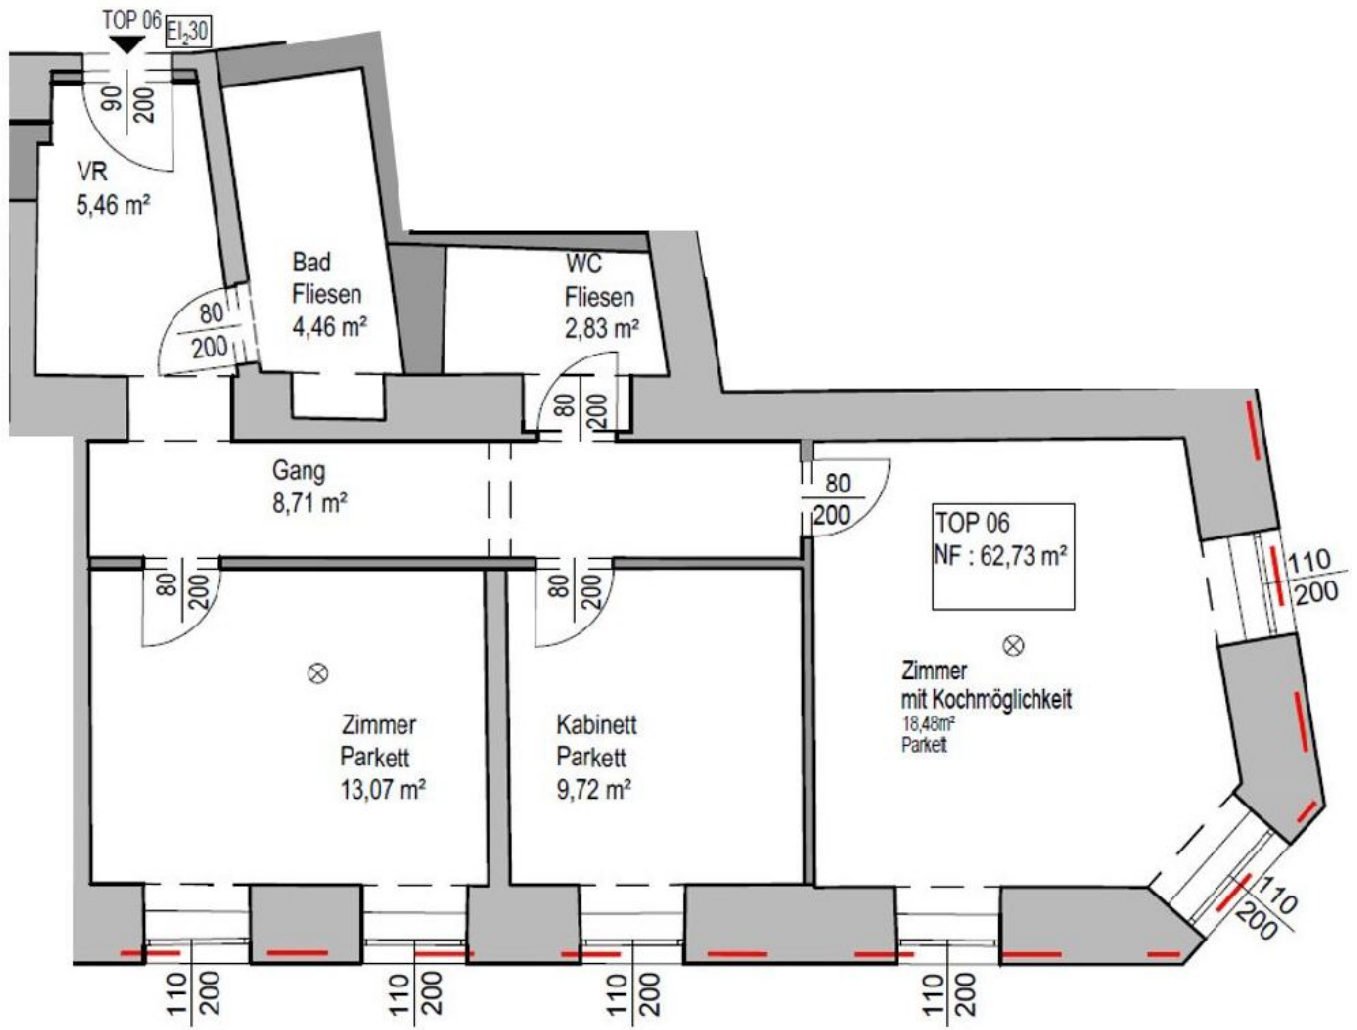 TOP 06
EI₂30
90
200
VR
5,46 m²
Bad
Fliesen
4,46 m²
WC
Fliesen
2,83 m²
80
200
80
200
Gang
8,71 m²
80
200
TOP 06
NF : 62,73 m²
110
200
80
200
80
200
Zimmer
mit Kochmöglichkeit
18,48m²
Parkett
Zimmer
Parkett
13,07 m²
Kabinett
Parkett
9,72 m²
110
200
110
200
110
200
110
200
110
200